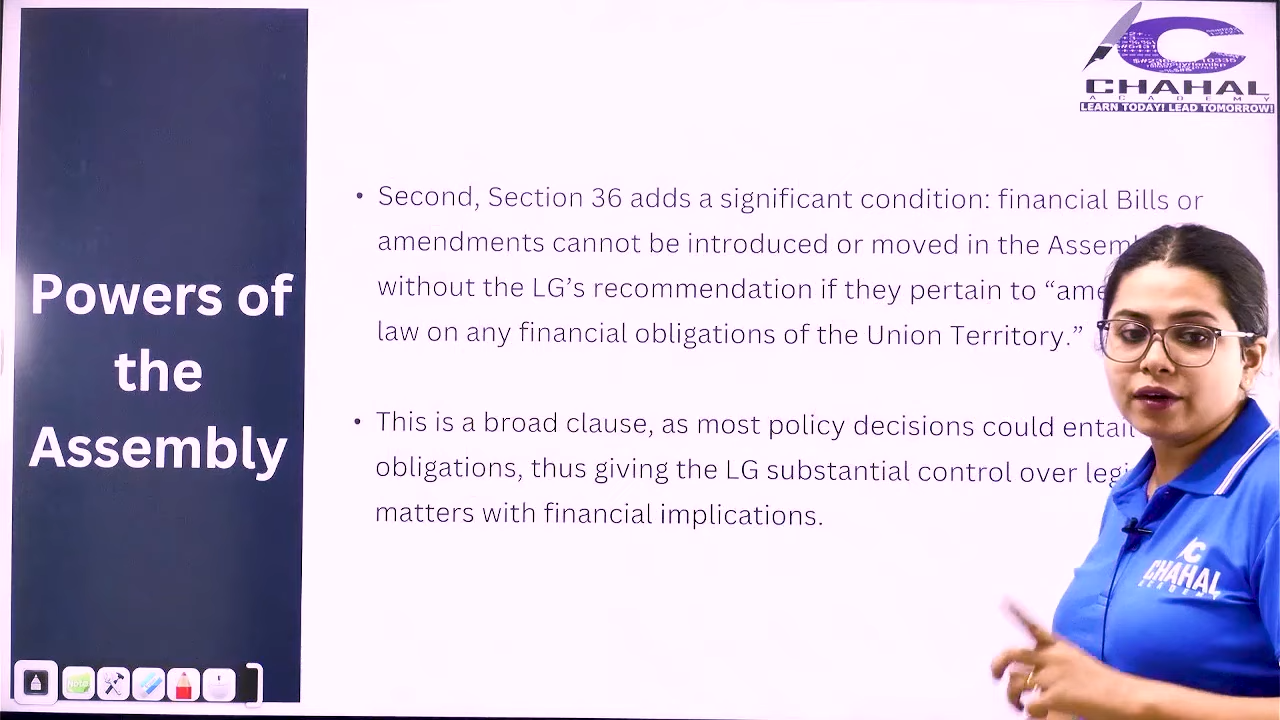 CHAHAL
ACADEMY
LEARN TODAY! LEAD TOMORROW!
Powers of
the
Assembly
• Second, Section 36 adds a significant condition: financial Bills or
amendments cannot be introduced or moved in the
without the LG's recommendation if they pertain to "
law on any financial obligations of the Union Territory."
• This is a broad clause, as most policy decisions could entail
obligations, thus giving the LG substantial control over
matters with financial implications.
CHAHAL
ACADEMY